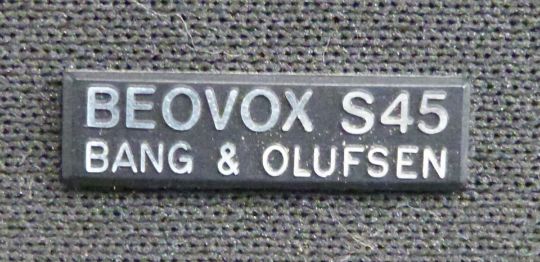 BEOVOX S45
BANG & OLUFSEN